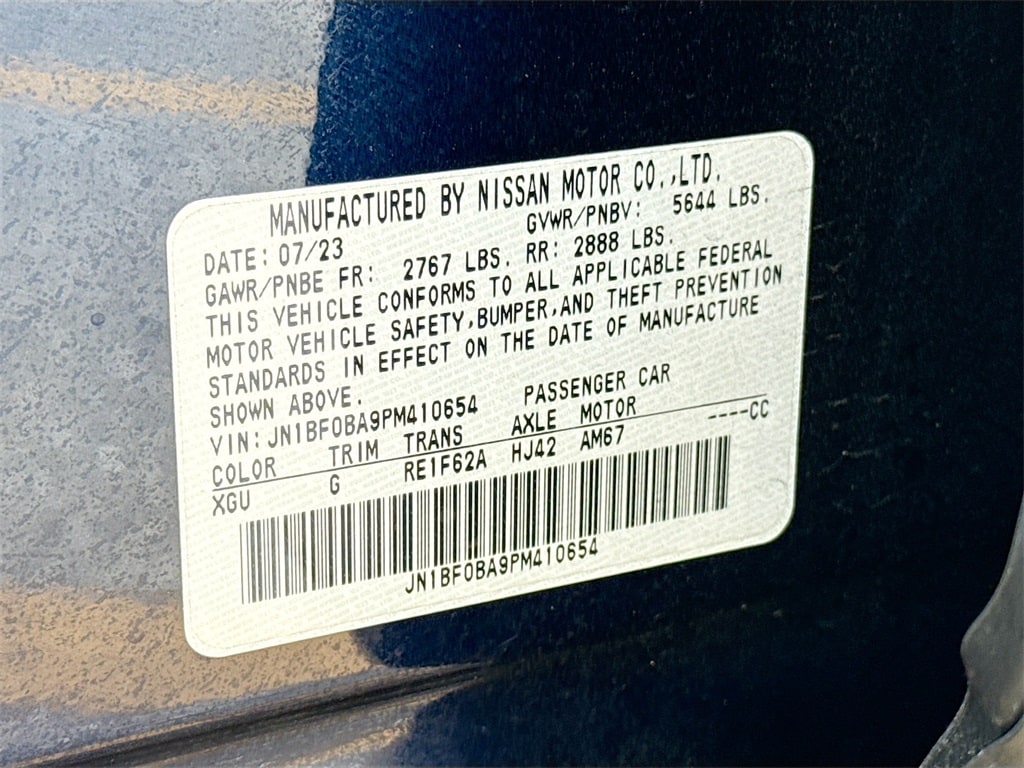 MANUFACTURED BY NISSAN MOTOR CO.,LTD.
DATE: 07/23 GVWR/PNBV: 5644 LBS.
GAWR/PNBE FR: 2767 LBS. RR: 2888 LBS.
THIS VEHICLE CONFORMS TO ALL APPLICABLE FEDERAL
MOTOR VEHICLE SAFETY,BUMPER,AND THEFT PREVENTION
STANDARDS IN EFFECT ON THE DATE OF MANUFACTURE
SHOWN ABOVE.
VIN:JN1BF0BA9PM410654 PASSENGER CAR
COLOR TRIM TRANS AXLE MOTOR ----CC
XGU G RE1F62A HJ42 AM67
JN1BF0BA9PM410654